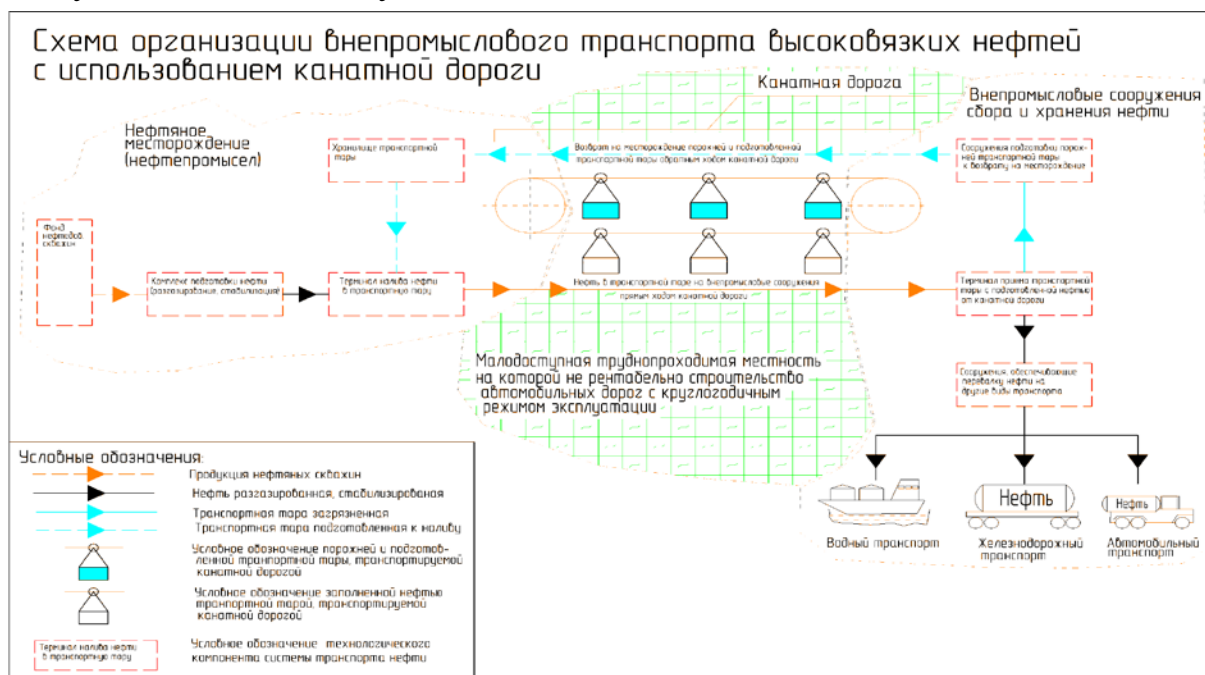 Схема организации внепромыслового транспорта высоковязких нефтей
с использованием канатной дороги
Канатная дорога
Внепромысловые сооружения
сбора и хранения нефти
Нефтяное
месторождение
(нефтепромысел)
Хранилище транспортной
тары
Возврат на месторождение порожней и подготовленной
транспортной тары обратным ходом канатной дороги
Сооружения подготовки порож-
ней транспортной тары
к возврату на месторождение
Фонд
нефтедоб.
скважин
Комплекс подготовки нефти
(разгазирование, стабилизация)
Терминал налива нефти
в транспортную тару
Нефть в транспортной таре на внепромысловые сооружения
прямым ходом канатной дороги
Терминал приема транспортной
тары с подготовленной нефтью
от канатной дороги
Малодоступная труднопроходимая местность
на которой не рентабельно строительство
автомобильных дорог с круглогодичным
режимом эксплуатации
Сооружения, обеспечивающие
перевалку нефти на
другие виды транспорта
Нефть
Нефть
Водный транспорт
Железнодорожный
транспорт
Автомобильный
транспорт
Условные обозначения:
Продукция нефтяных скважин
Нефть разгазированная, стабилизированая
Транспортная тара загрязненная
Транспортная тара подготовленная к наливу
Условное обозначение порожней и подготов-
ленной транпортной тары, транспортируемой
канатной дорогой
Условное обозначение заполненной нефтью
транпортной тарой, транспортируемой
канатной дорогой
Терминал налива нефти
в транспортную тару
Условное обозначение технологического
компонента системы транспорта нефти